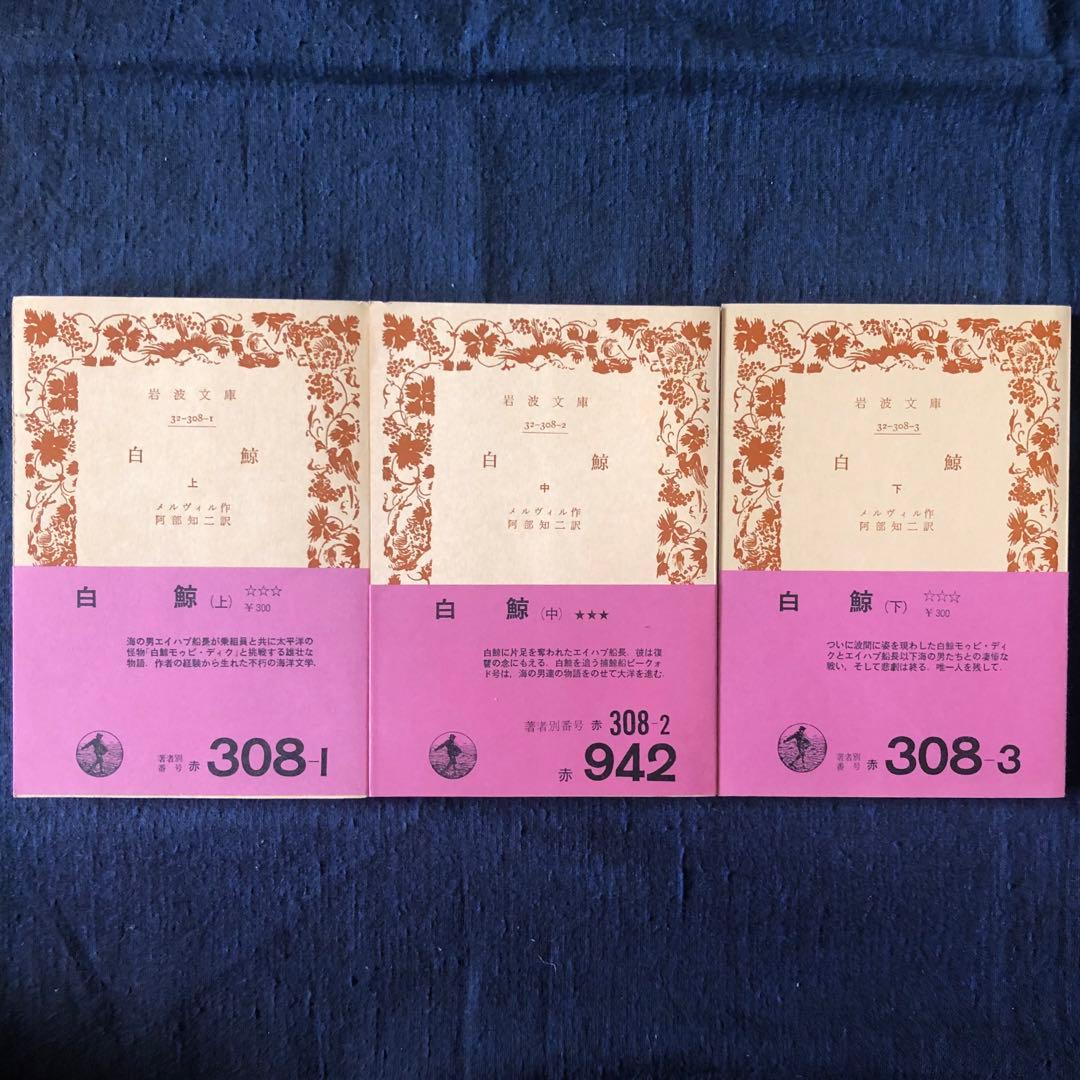 岩波文庫
32-308-1
白 鯨
上
メルヴィル作
阿部知二訳
白 鯨 (上) ☆☆☆
¥300
海の男エイハブ船長が乗組員と共に太平洋の
怪物「白鯨モゥビ・ディク」と挑戦する雄壮な
物語. 作者の経験から生れた不朽の海洋文学.
著者別
番号 赤 308-1
岩波文庫
32-308-2
白 鯨
中
メルヴィル作
阿部知二訳
白 鯨 (中) ★★★
白鯨に片足を奪われたエイハブ船長. 彼は復
讐の念にもえる. 白鯨を追う捕鯨船ピークォ
ド号は, 海の男達の物語をのせて大洋を進む.
著者別番号 赤 308-2
赤 942
岩波文庫
32-308-3
白 鯨
下
メルヴィル作
阿部知二訳
白 鯨 (下) ☆☆☆
¥300
ついに波間に姿を現わした白鯨モゥビ・ディ
クとエイハブ船長以下海の男たちとの凄惨な
戦い, そして悲劇は終る. 唯一人を残して.
著者別
番号 赤 308-3